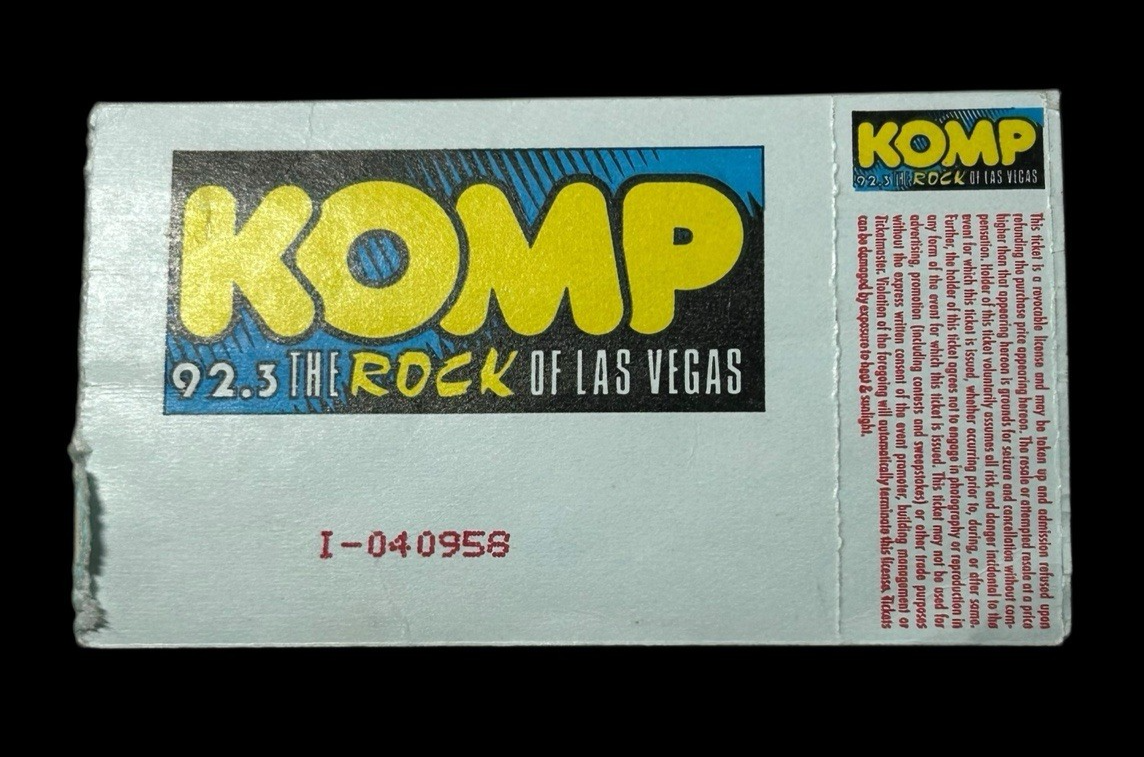 KOMP
92.3 THE ROCK OF LAS VEGAS
I-040958
KOMP
92.3 THE ROCK OF LAS VEGAS
This ticket is a revocable license and may be taken up and admission refused upon
refunding the purchase price appearing hereon. The resale or attempted resale at a price
higher than that appearing hereon is grounds for seizure and cancellation without com-
pensation. Holder of this ticket voluntarily assumes all risk and danger incidental to the
event for which this ticket is issued, whether occurring prior to, during, or after same.
Further, the holder of this ticket agrees not to engage in photography or reproduction in
any form of the event for which this ticket is issued. This ticket may not be used for
advertising, promotion (including contests and sweepstakes) or other trade purposes
without the express written consent of the event promoter, building management or
Ticketmaster. Violation of the foregoing will automatically terminate this license. Tickets
can be damaged by exposure to heat & sunlight.